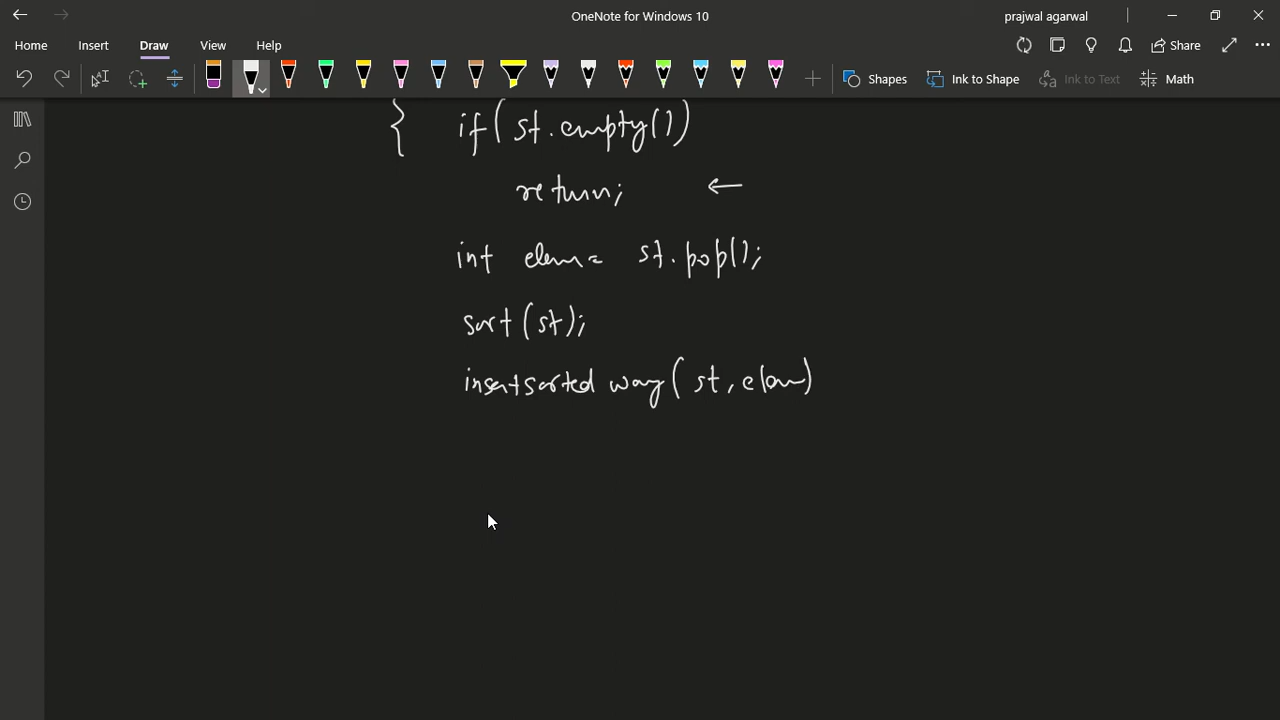 OneNote for Windows 10
prajwal agarwal
Home Insert Draw View Help
Share
Shapes Ink to Shape Ink to Text Math
{ if( st.empty())
return; ←
int elem = st.pop();
sort(st);
insertsorted way( st, elem)